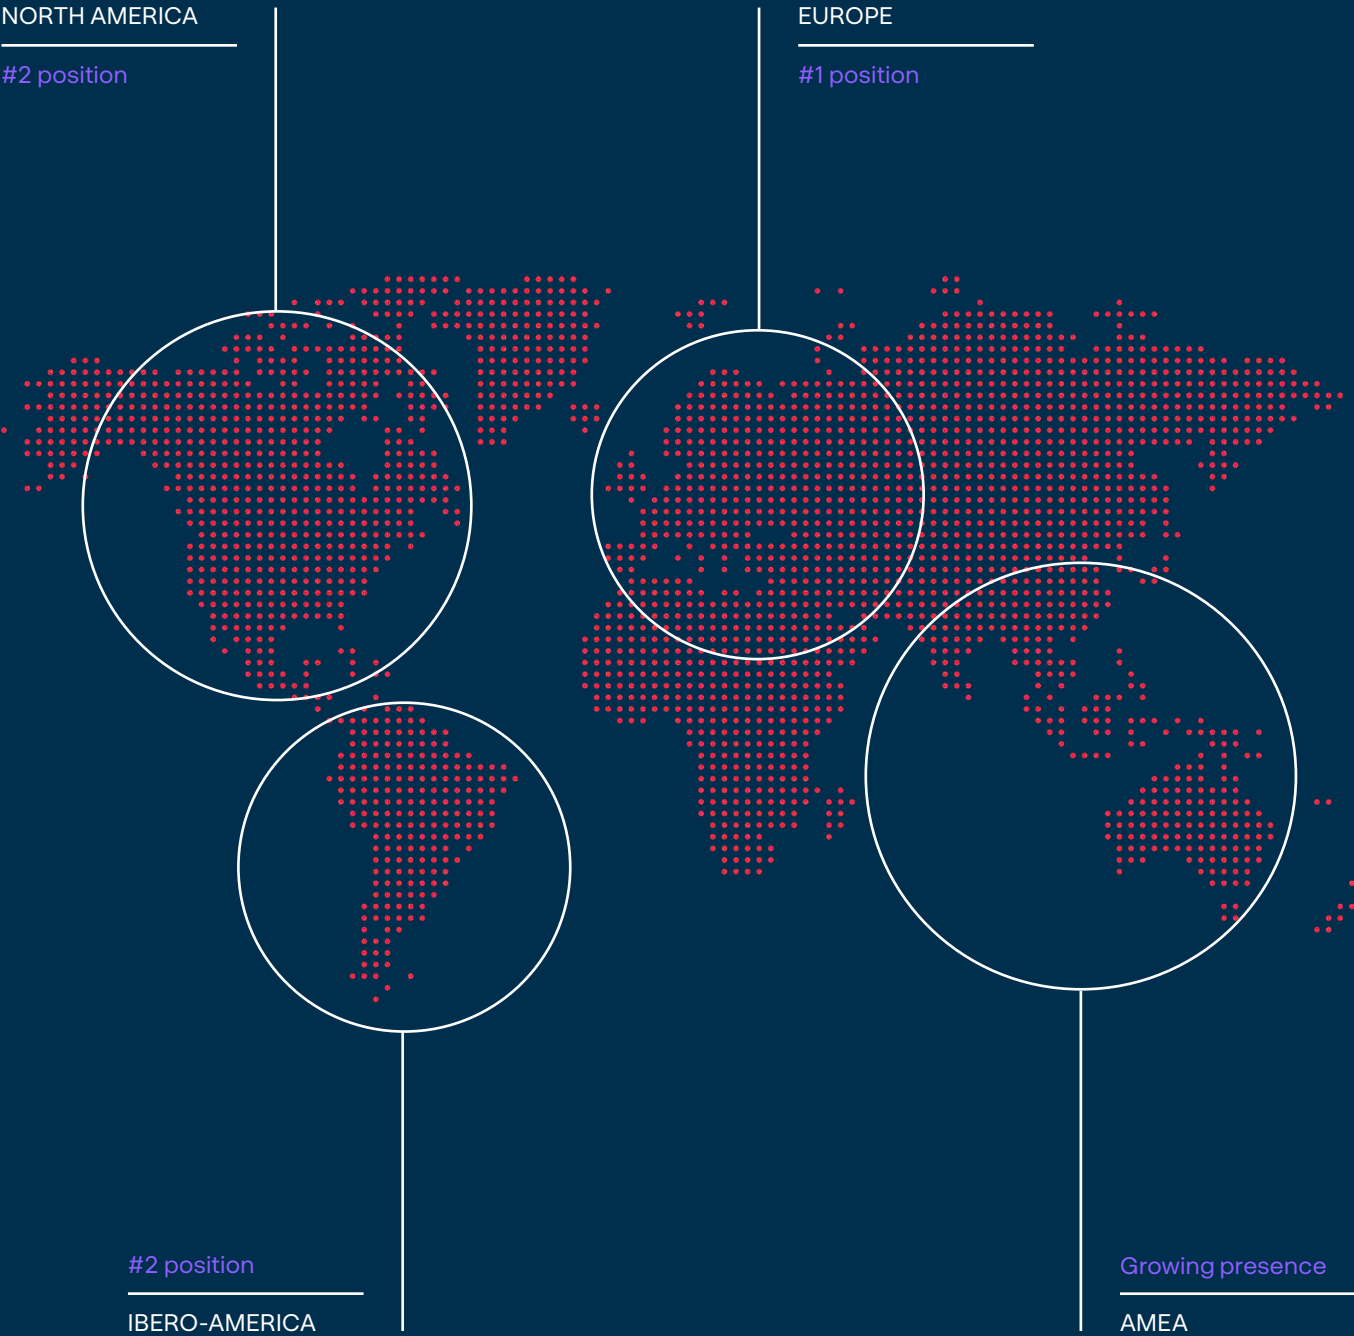 NORTH AMERICA
#2 position
EUROPE
#1 position
#2 position
IBERO-AMERICA
Growing presence
AMEA